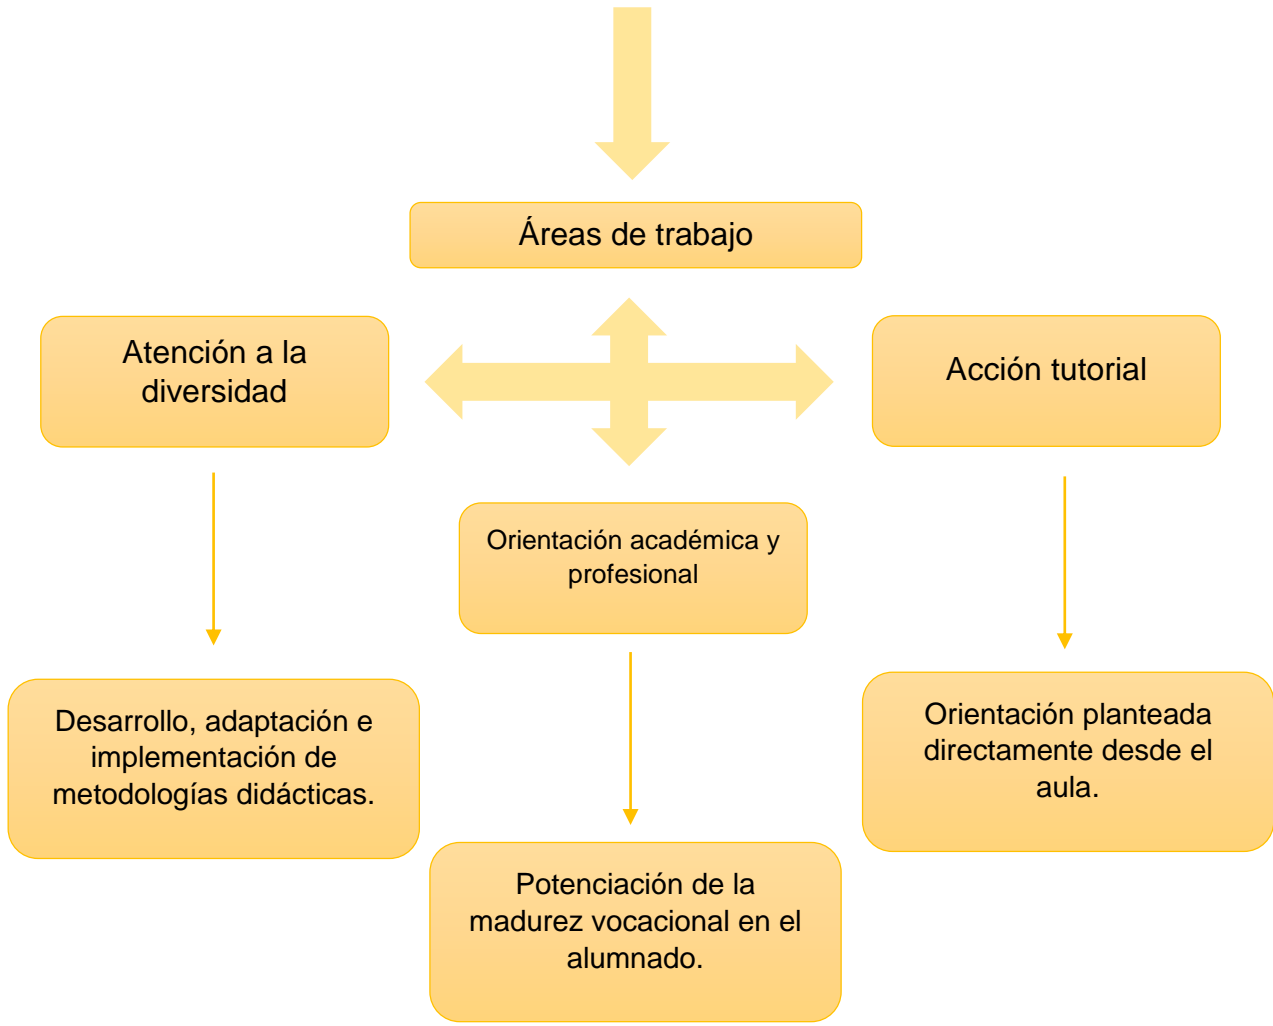 Áreas de trabajo
Atención a la
diversidad
Acción tutorial
Orientación académica y
profesional
Desarrollo, adaptación e
implementación de
metodologías didácticas.
Orientación planteada
directamente desde el
aula.
Potenciación de la
madurez vocacional en el
alumnado.